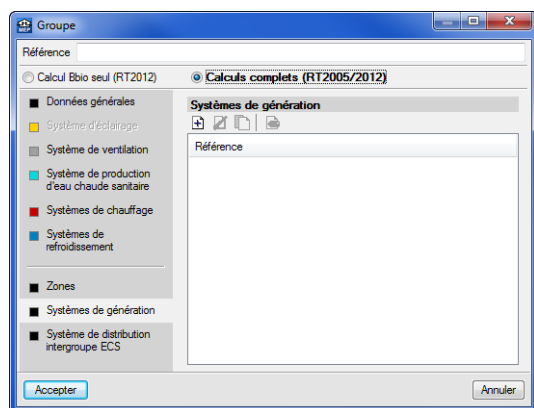 Groupe
Référence
Calcul Bbio seul (RT2012)
Calculs complets (RT2005/2012)
Données générales
Système d'éclairage
Système de ventilation
Système de production
d'eau chaude sanitaire
Systèmes de chauffage
Systèmes de
refroidissement
Zones
Systèmes de génération
Système de distribution
intergroupe ECS
Systèmes de génération
Référence
Accepter
Annuler